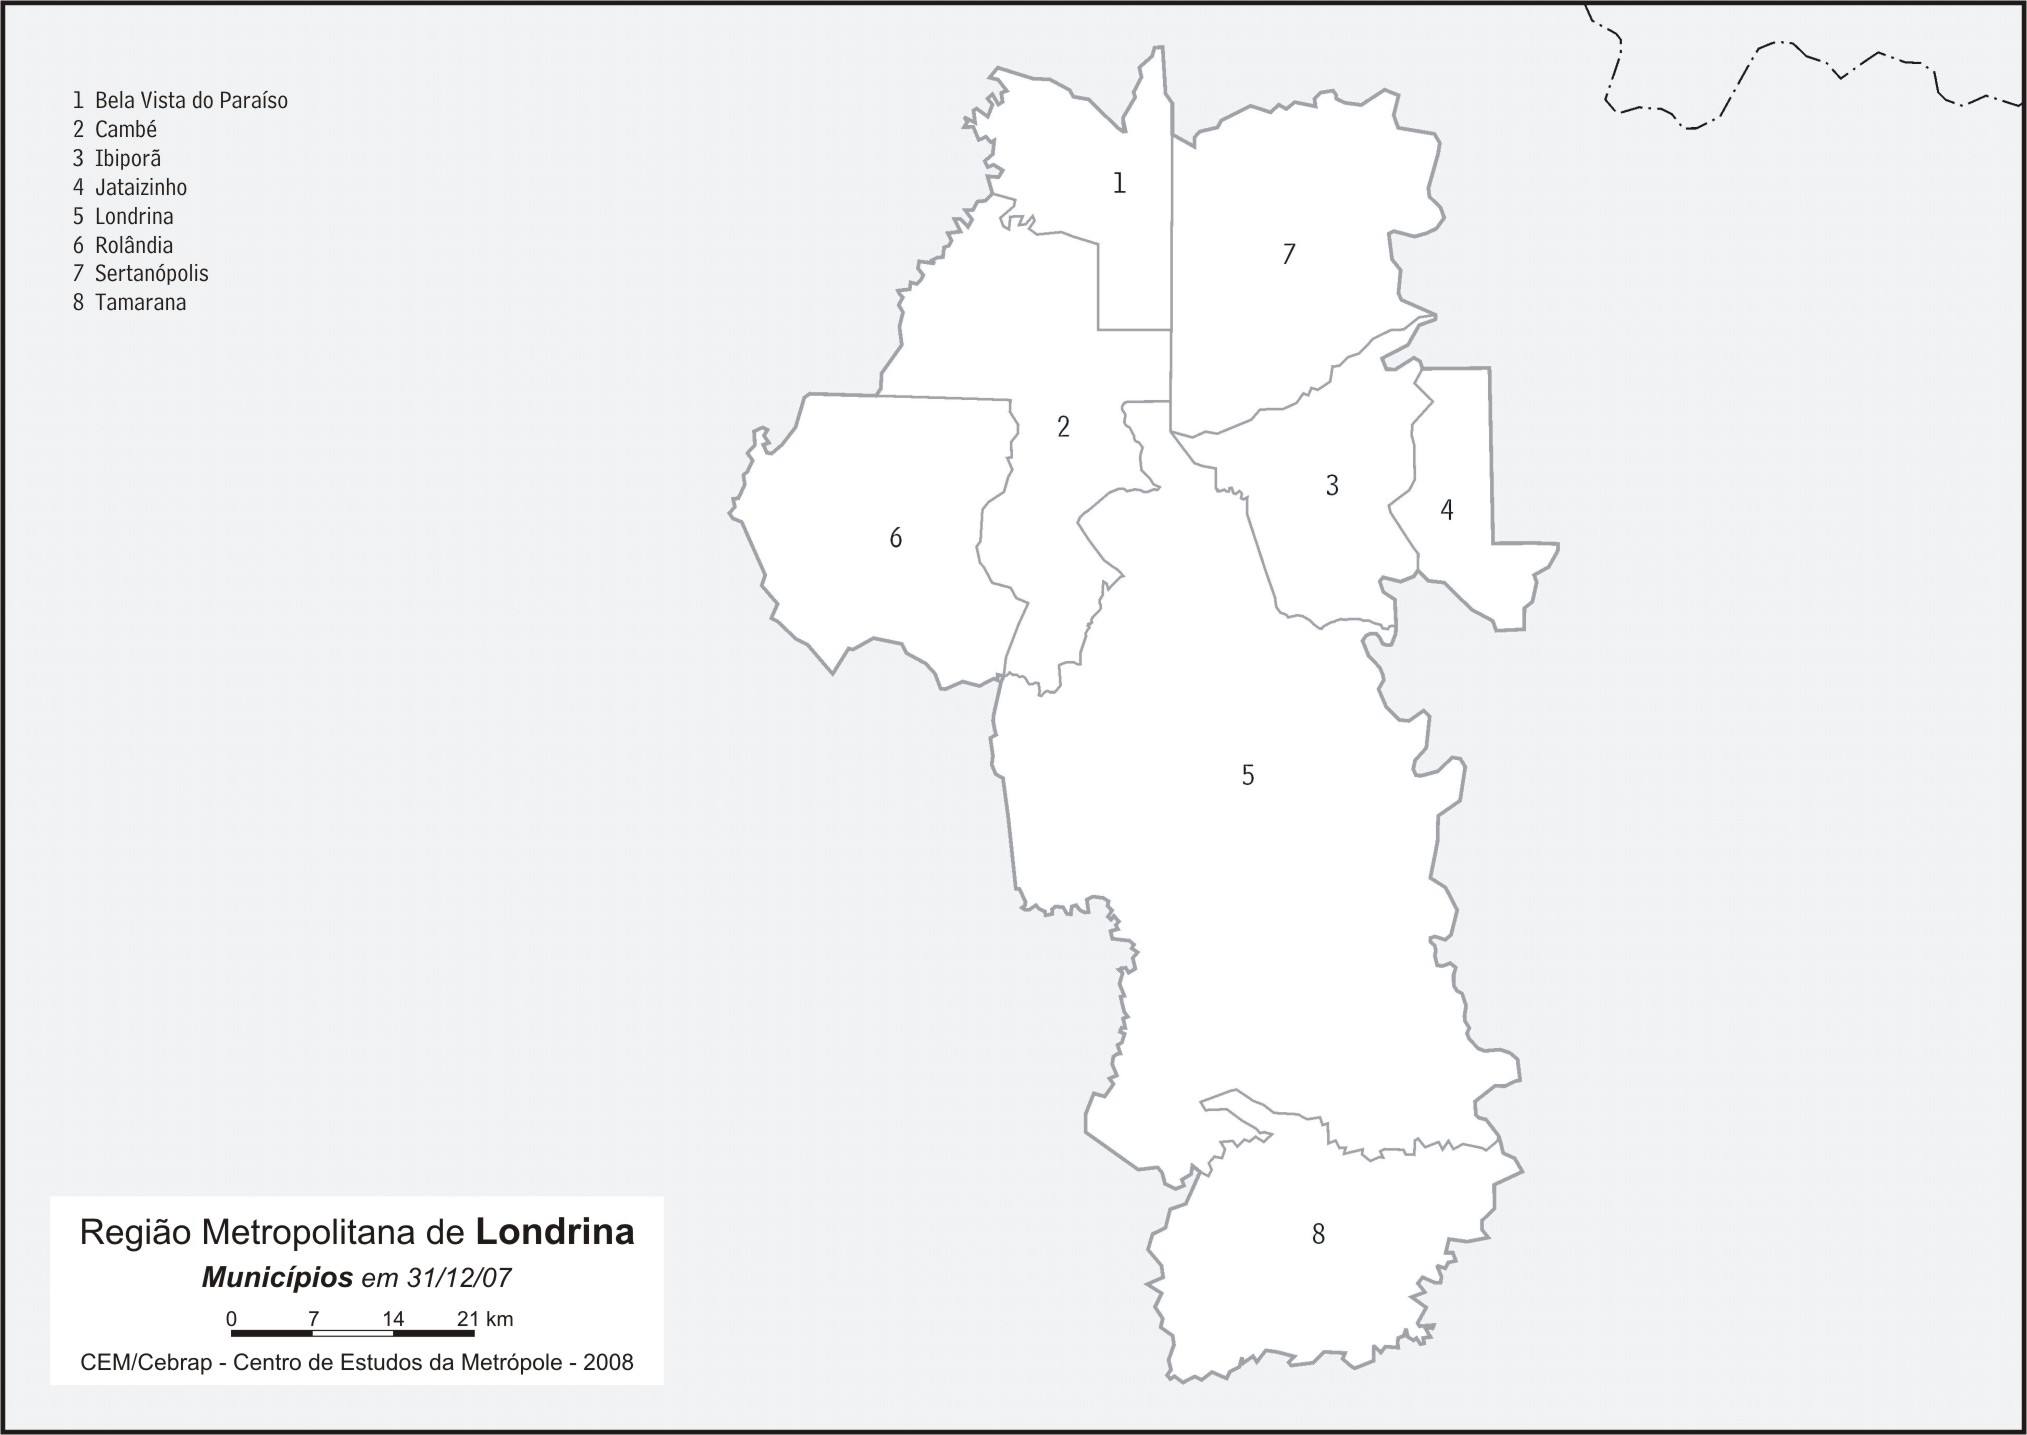 1 Bela Vista do Paraíso
2 Cambé
3 Ibiporã
4 Jataizinho
5 Londrina
6 Rolândia
7 Sertanópolis
8 Tamarana
1
7
2
3
4
6
5
8
Região Metropolitana de Londrina
Municípios em 31/12/07
0 7 14 21 km
CEM/Cebrap - Centro de Estudos da Metrópole - 2008